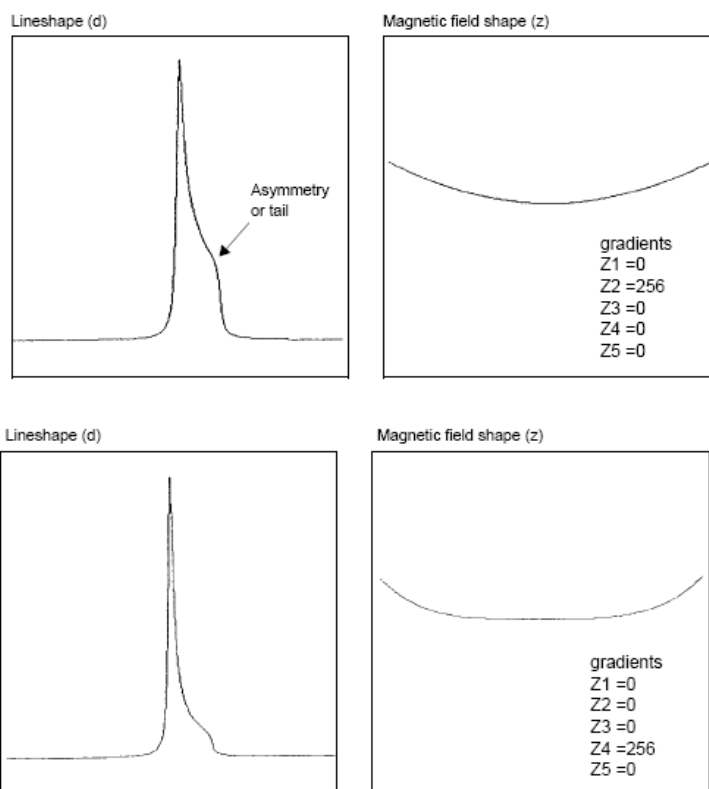 Lineshape (d)
Magnetic field shape (z)
Asymmetry
or tail
gradients
Z1 =0
Z2 =256
Z3 =0
Z4 =0
Z5 =0
Lineshape (d)
Magnetic field shape (z)
gradients
Z1 =0
Z2 =0
Z3 =0
Z4 =256
Z5 =0